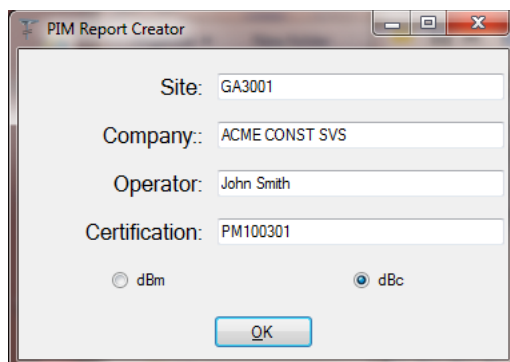 PIM Report Creator
Site: GA3001
Company:: ACME CONST SVS
Operator: John Smith
Certification: PM100301
dBm dBc
OK